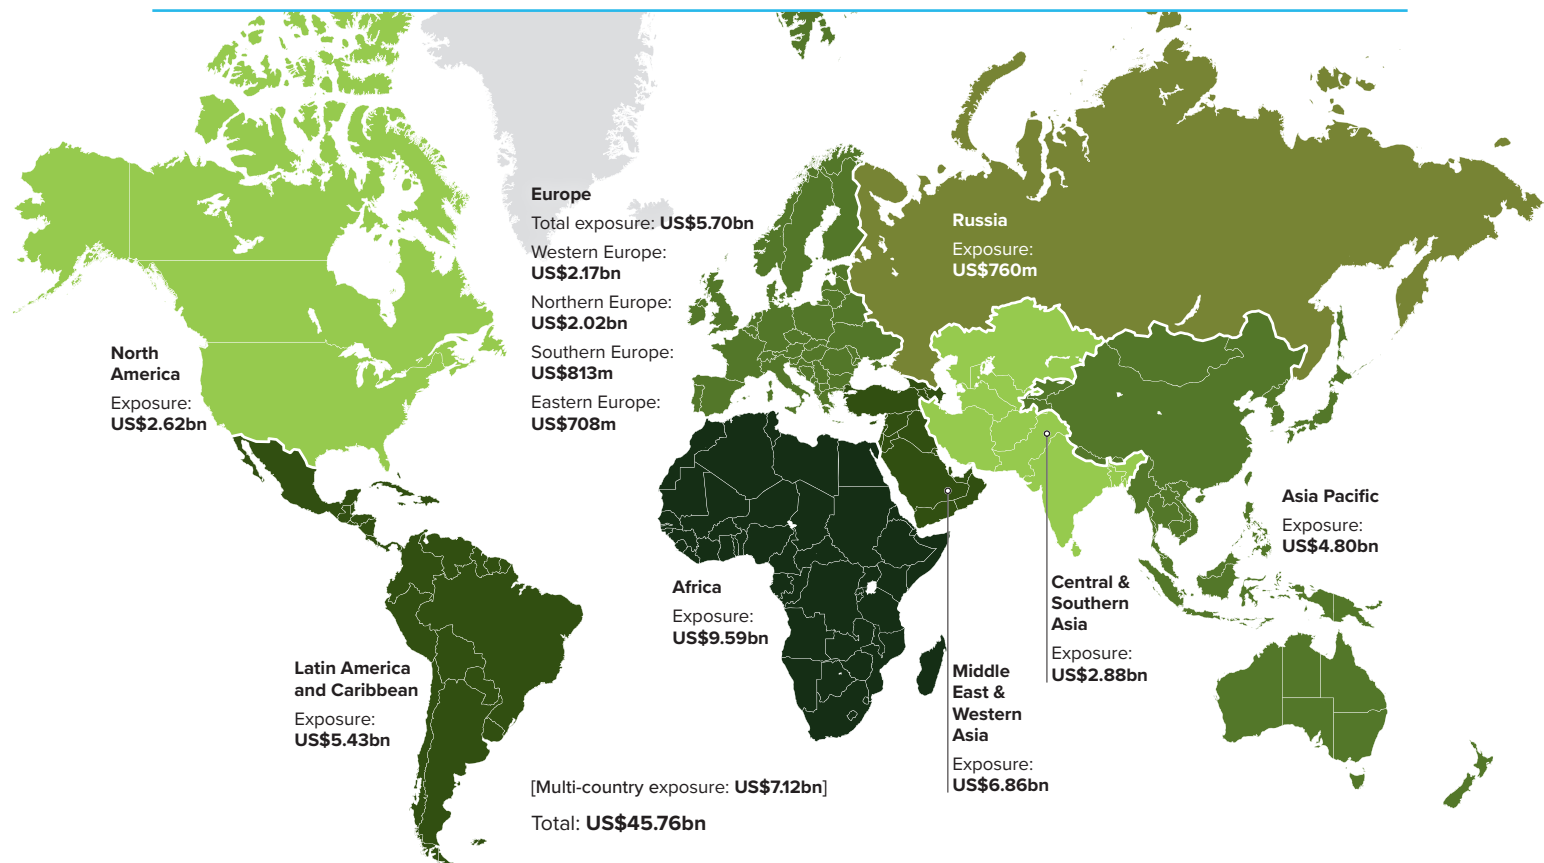 Europe
Total exposure: US$5.70bn
Western Europe:
US$2.17bn
Northern Europe:
US$2.02bn
Southern Europe:
US$813m
Eastern Europe:
US$708m
Russia
Exposure:
US$760m
North
America
Exposure:
US$2.62bn
Asia Pacific
Exposure:
US$4.80bn
Central &
Southern
Asia
Exposure:
US$2.88bn
Africa
Exposure:
US$9.59bn
Middle
East &
Western
Asia
Exposure:
US$6.86bn
Latin America
and Caribbean
Exposure:
US$5.43bn
[Multi-country exposure: US$7.12bn]
Total: US$45.76bn